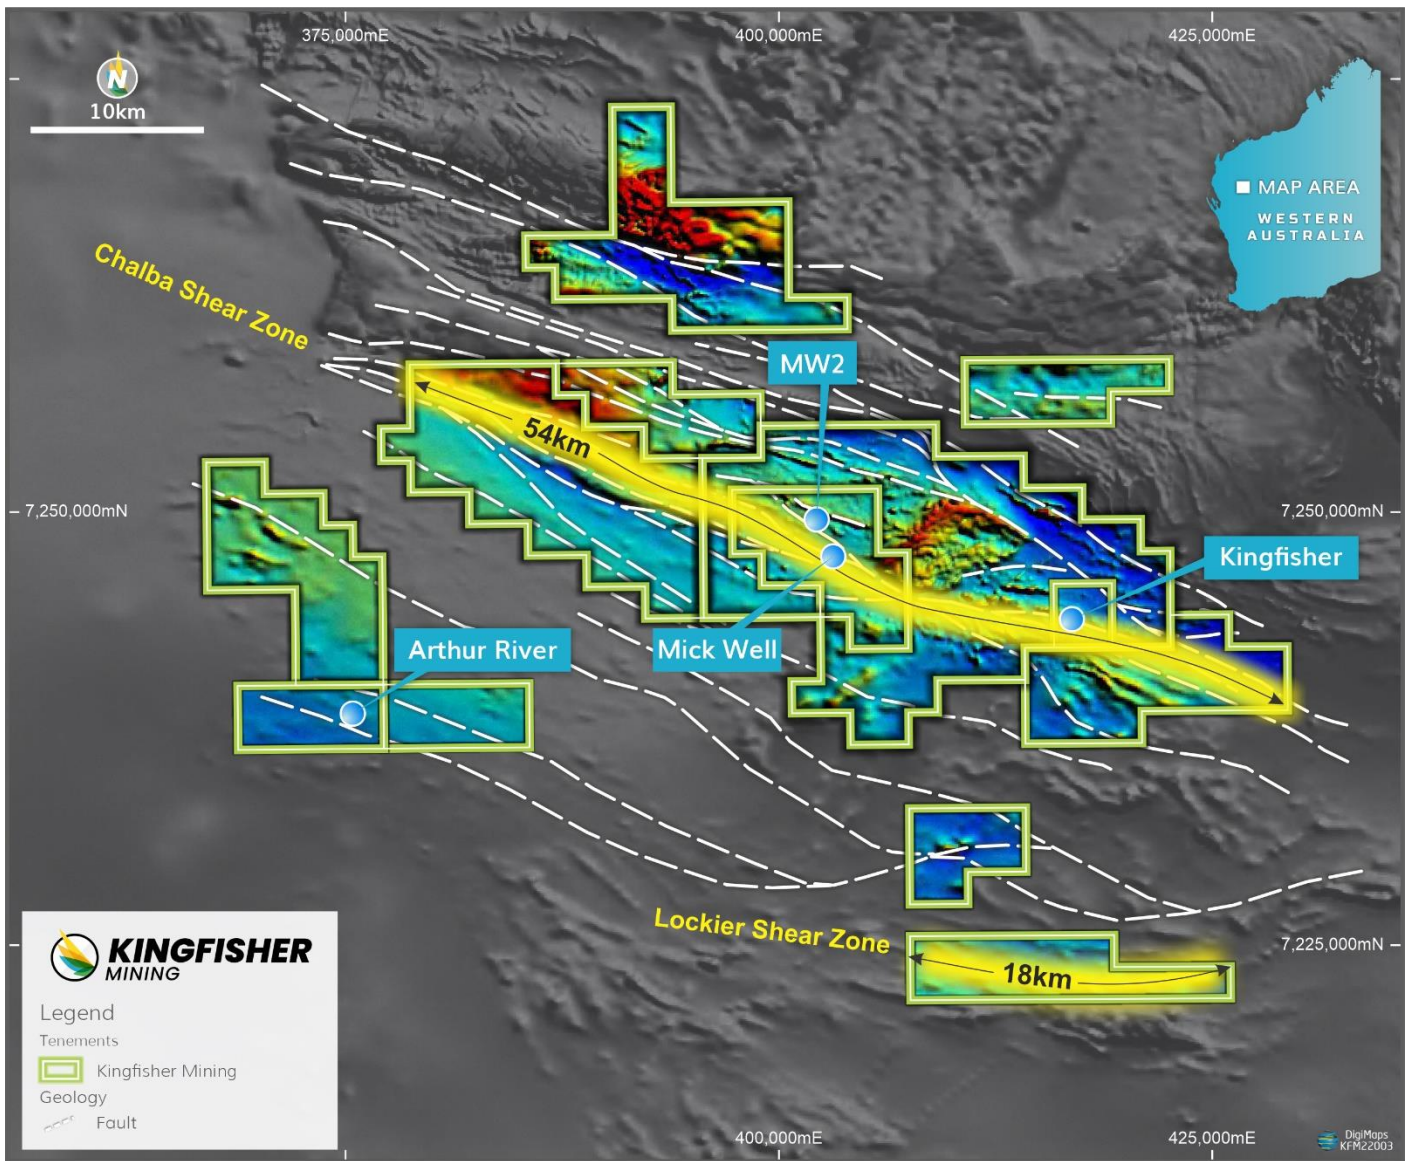 375,000mE
400,000mE
425,000mE
N
10km
MAP AREA
WESTERN
AUSTRALIA
Chalba Shear Zone
MW2
54km
7,250,000mN
7,250,000mN
Kingfisher
Arthur River
Mick Well
Lockier Shear Zone
7,225,000mN
18km
KINGFISHER
MINING
Legend
Tenements
Kingfisher Mining
Geology
Fault
400,000mE
425,000mE
DigiMaps
KFM22003